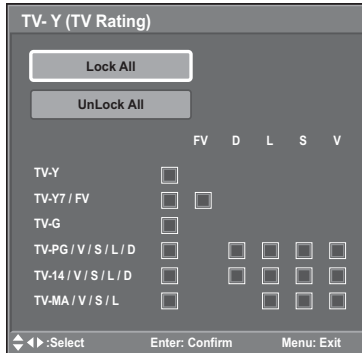 TV- Y (TV Rating)
Lock All
UnLock All
FV D L S V
TV-Y
TV-Y7 / FV
TV-G
TV-PG / V / S / L / D
TV-14 / V / S / L / D
TV-MA / V / S / L
:Select Enter: Confirm Menu: Exit